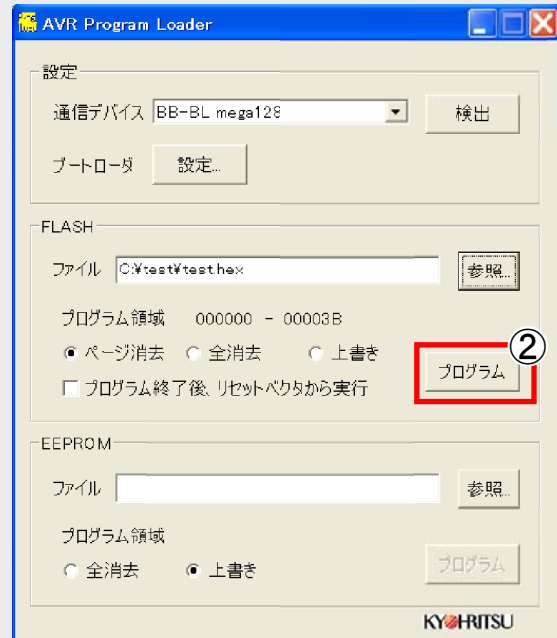 AVR Program Loader
設定
通信デバイス BB-BL mega128 検出
ブートローダ 設定...
FLASH
ファイル C:¥test¥test.hex 参照...
プログラム領域 000000 - 00003B
②
ページ消去 全消去 上書き
プログラム
プログラム終了後、リセットベクタから実行
EEPROM
ファイル 参照...
プログラム領域
全消去 上書き プログラム
KYOHRITSU